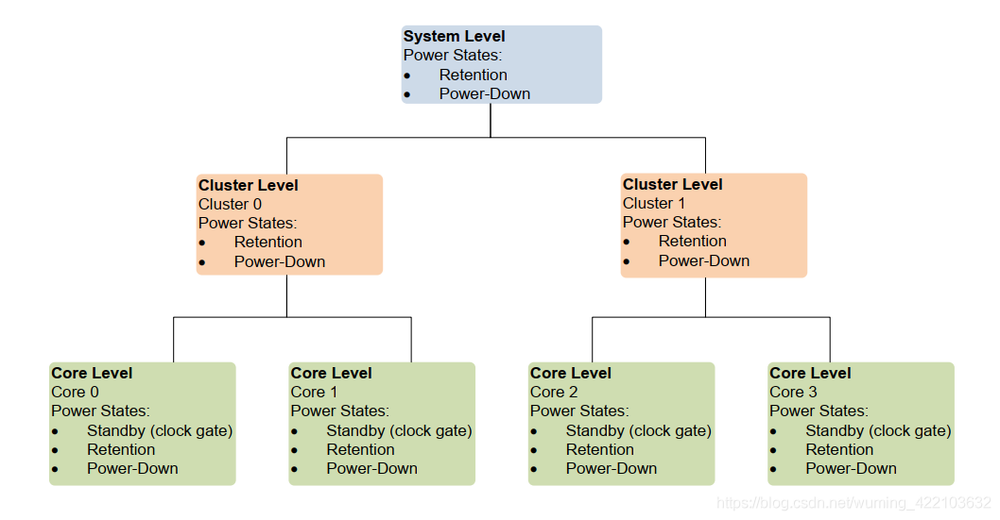 System Level
Power States:
• Retention
• Power-Down
Cluster Level
Cluster 0
Power States:
• Retention
• Power-Down
Cluster Level
Cluster 1
Power States:
• Retention
• Power-Down
Core Level
Core 0
Power States:
• Standby (clock gate)
• Retention
• Power-Down
Core Level
Core 1
Power States:
• Standby (clock gate)
• Retention
• Power-Down
Core Level
Core 2
Power States:
• Standby (clock gate)
• Retention
• Power-Down
Core Level
Core 3
Power States:
• Standby (clock gate)
• Retention
• Power-Down
https://blog.csdn.net/wuming_422103632